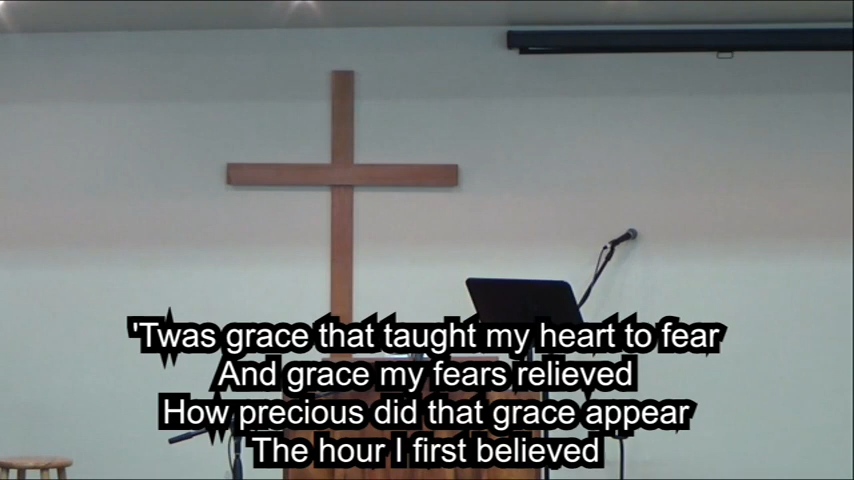 'Twas grace that taught my heart to fear
And grace my fears relieved
How precious did that grace appear
The hour I first believed